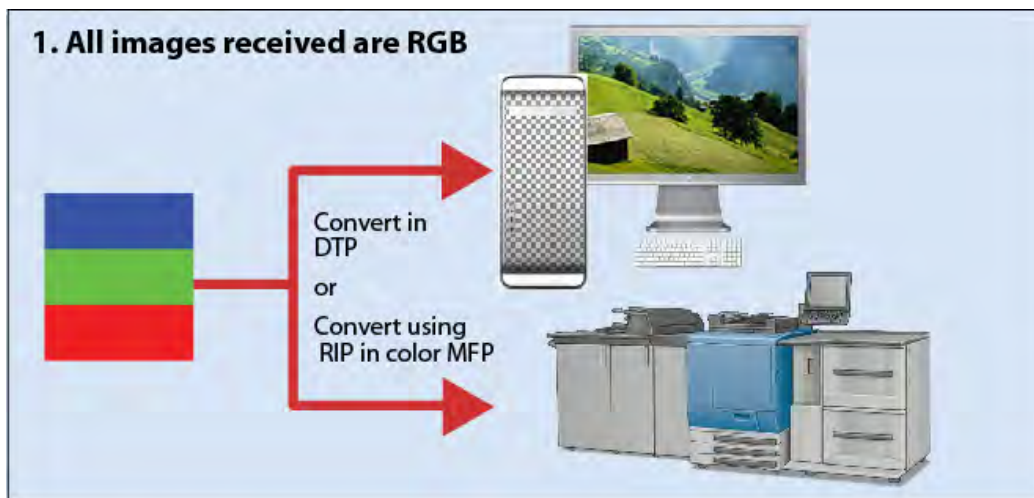 1. All images received are RGB
Convert in
DTP
or
Convert using
RIP in color MFP